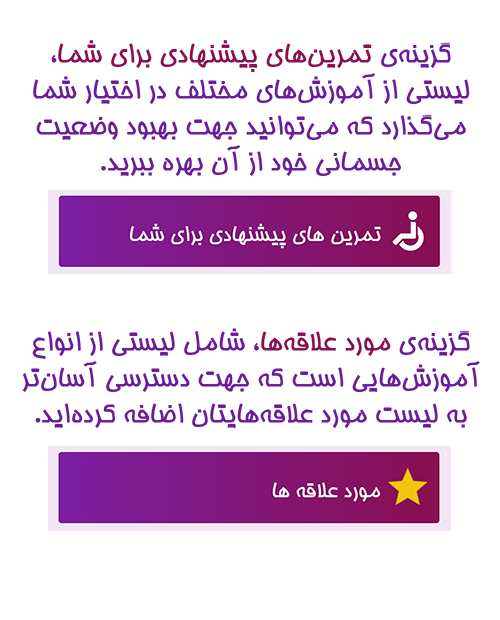 گزینه‌ی تمرین‌های پیشنهادی برای شما،
لیستی از آموزش‌های مختلف در اختیار شما
می‌گذارد که می‌توانید جهت بهبود وضعیت
جسمانی خود از آن بهره ببرید.
تمرین های پیشنهادی برای شما
گزینه‌ی مورد علاقه‌ها، شامل لیستی از انواع
آموزش‌هایی است که جهت دسترسی آسان‌تر
به لیست مورد علاقه‌هایتان اضافه کرده‌اید.
مورد علاقه ها